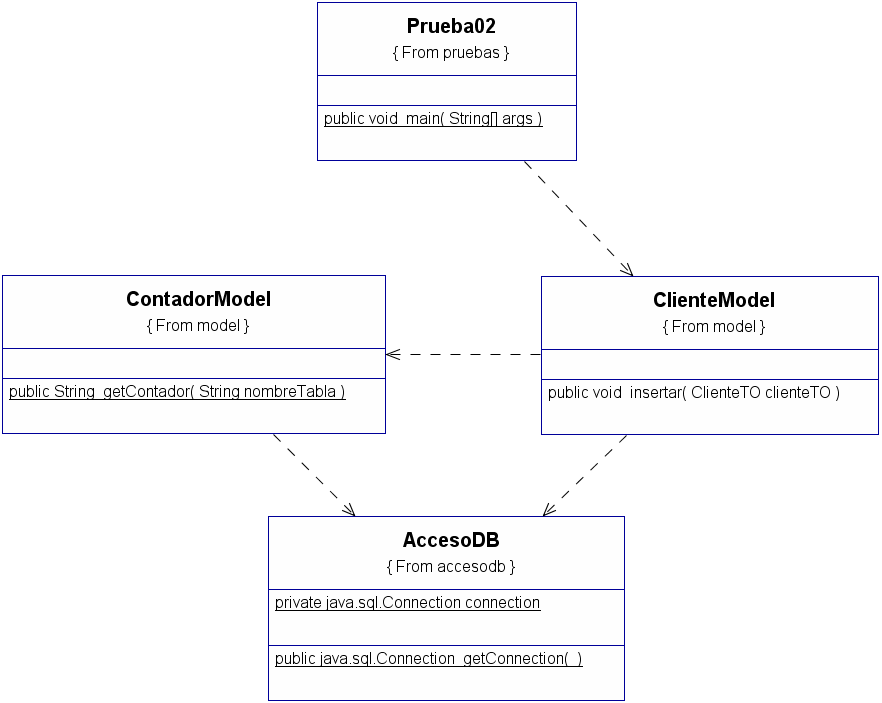 Prueba02
{ From pruebas }
public void main( String[] args )
ContadorModel
{ From model }
public String getContador( String nombreTabla )
ClienteModel
{ From model }
public void insertar( ClienteTO clienteTO )
AccesoDB
{ From accesodb }
private java.sql.Connection connection
public java.sql.Connection getConnection( )